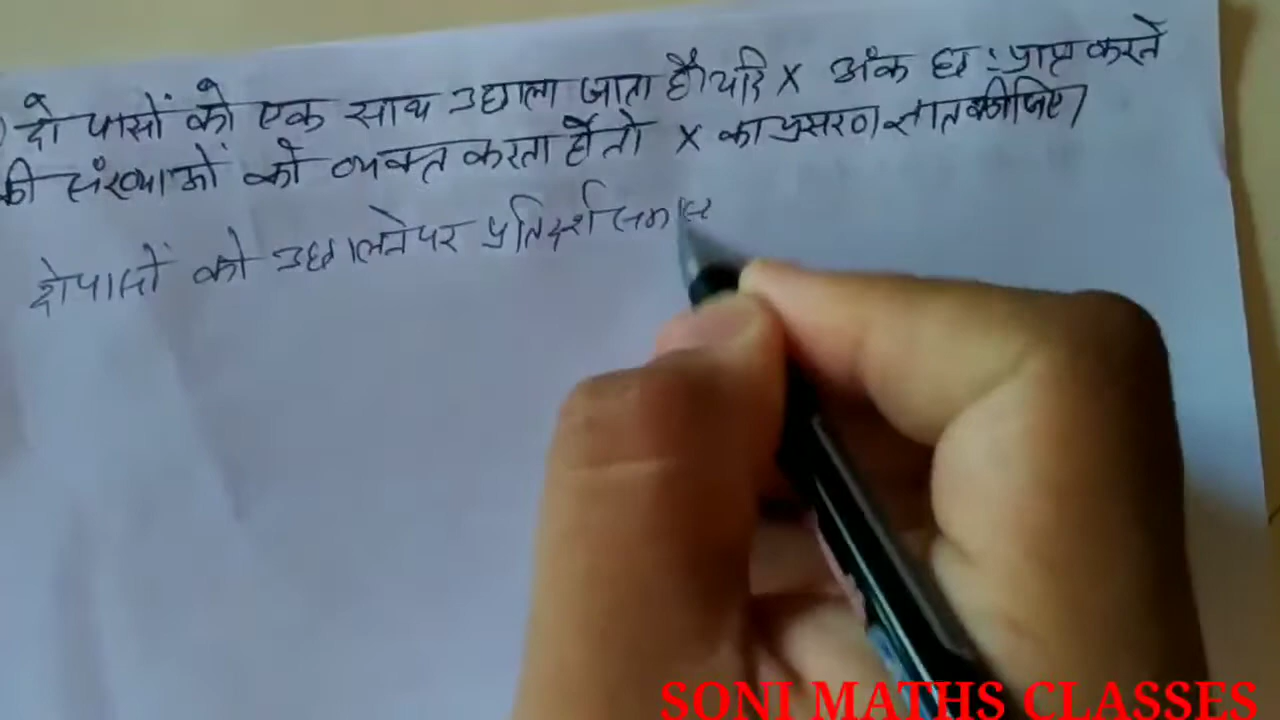 दो पासों को एक साथ उछाला जाता है। यदि X अंक छ: प्राप्त करने
की संख्याओं को व्यक्त करता है तो X का प्रसरण ज्ञात कीजिए।
दो पासों को उछालने पर प्रतिदर्श समष्
SONI MATHS CLASSES